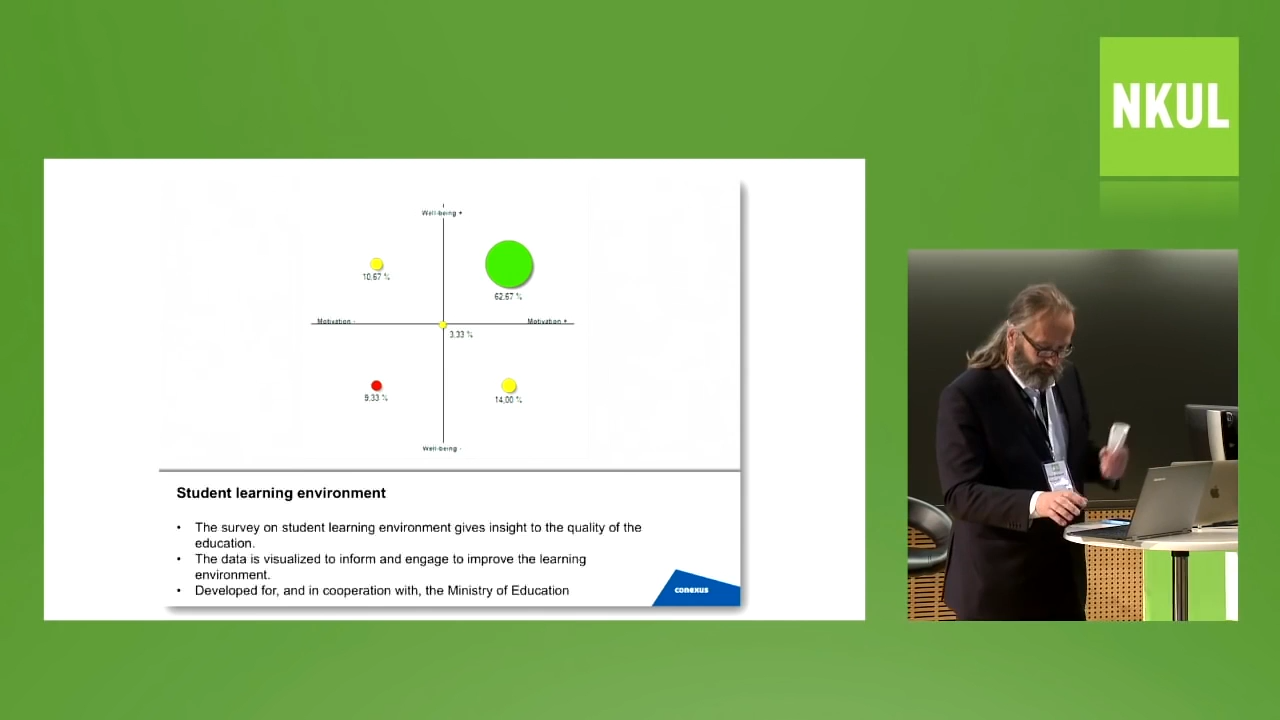 NKUL
Well-being +
10,67 %
62,67 %
Motivation -
Motivation +
3,33 %
9,33 %
14,00 %
Well-being -
Student learning environment
• The survey on student learning environment gives insight to the quality of the
education.
• The data is visualized to inform and engage to improve the learning
environment.
• Developed for, and in cooperation with, the Ministry of Education
conexus